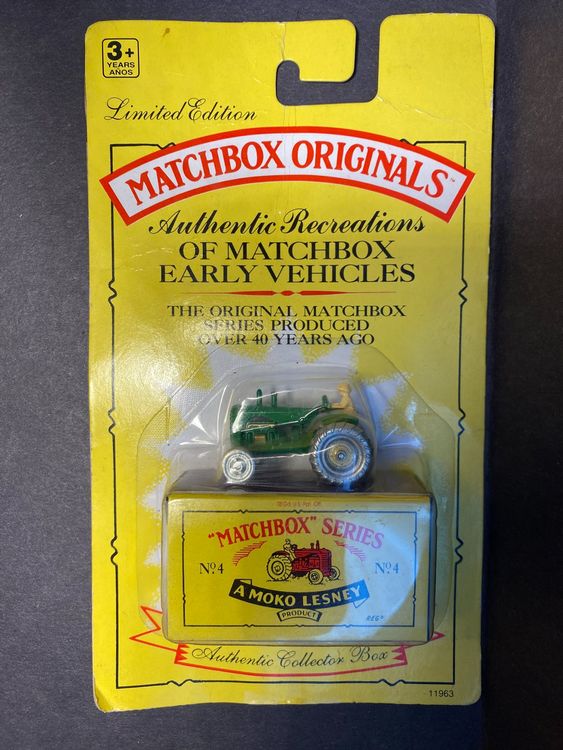 3+
YEARS
AÑOS
Limited Edition
MATCHBOX ORIGINALS™
Authentic Recreations
OF MATCHBOX
EARLY VEHICLES
THE ORIGINAL MATCHBOX
SERIES PRODUCED
OVER 40 YEARS AGO
"MATCHBOX" SERIES
Nº4 Nº4
A MOKO LESNEY
PRODUCT
REGD
Authentic Collector Box
11963